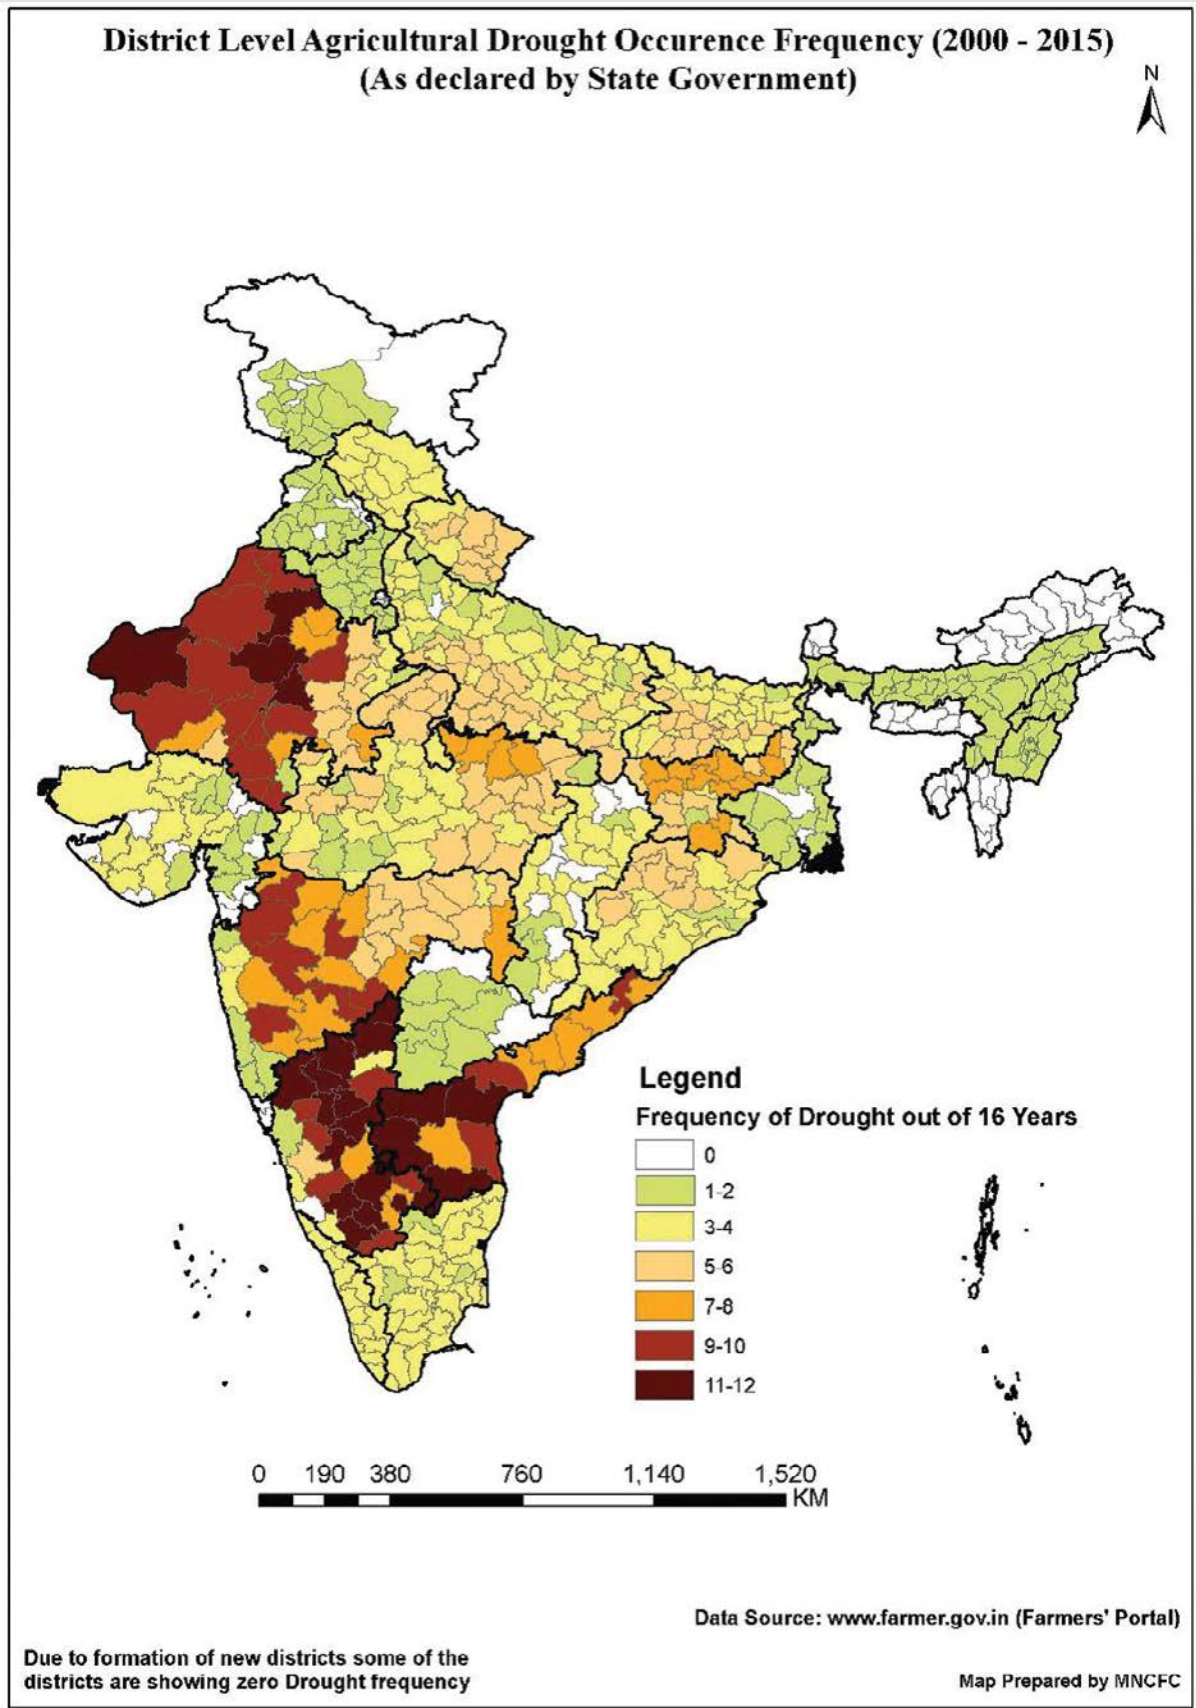 District Level Agricultural Drought Occurence Frequency (2000 - 2015)
(As declared by State Government)
N
Legend
Frequency of Drought out of 16 Years
0
1-2
3-4
5-6
7-8
9-10
11-12
0 190 380 760 1,140 1,520
KM
Data Source: www.farmer.gov.in (Farmers' Portal)
Due to formation of new districts some of the
districts are showing zero Drought frequency
Map Prepared by MNCFC